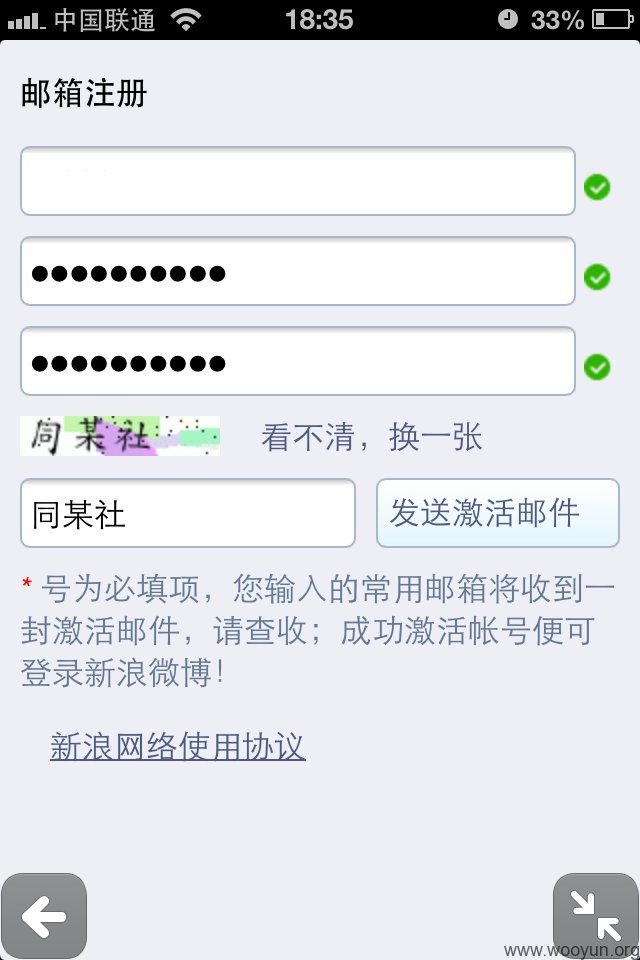 中国联通 18:35 33%
邮箱注册
●●●●●●●●●●
●●●●●●●●●●
同某社 看不清，换一张
同某社 发送激活邮件
* 号为必填项，您输入的常用邮箱将收到一
封激活邮件，请查收；成功激活帐号便可
登录新浪微博！
新浪网络使用协议
www.wooyun.org